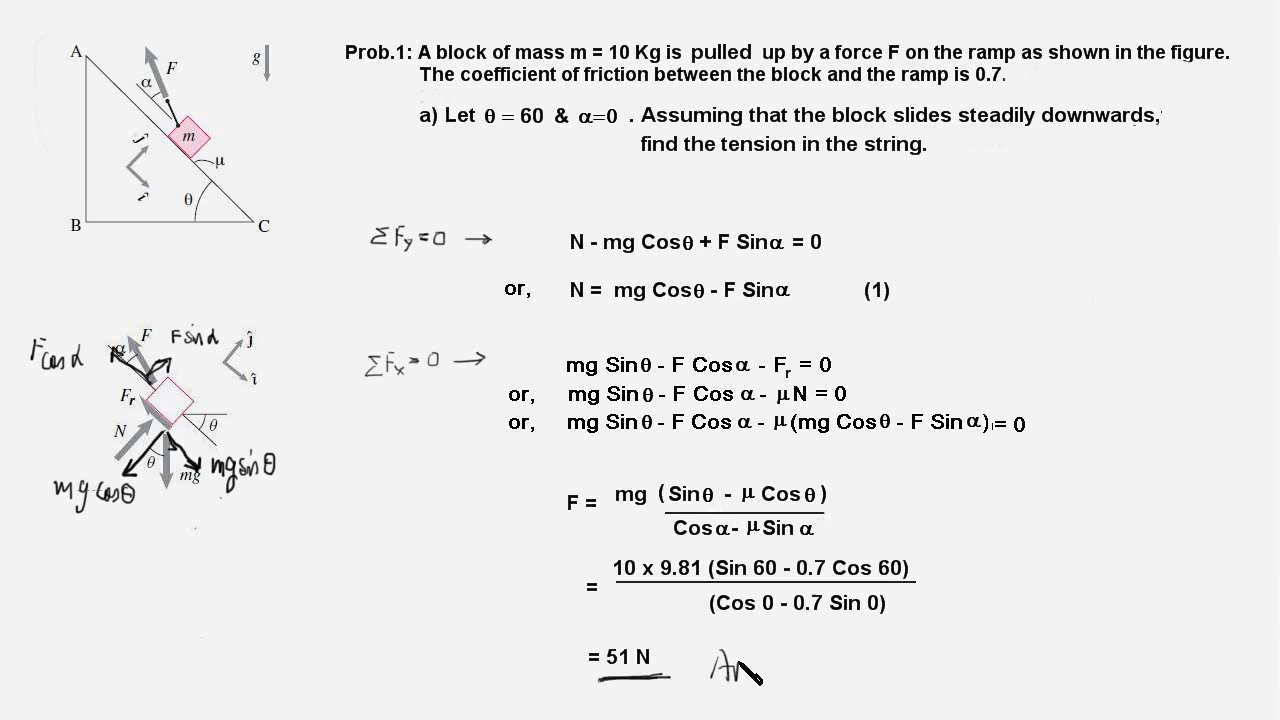 Prob.1: A block of mass m = 10 Kg is pulled up by a force F on the ramp as shown in the figure.
The coefficient of friction between the block and the ramp is 0.7.
a) Let θ = 60 & α=0 . Assuming that the block slides steadily downwards,
find the tension in the string.
A
F
α
g
m
μ
θ
B
C
ĵ
î
ΣFy = 0 → N - mg Cosθ + F Sinα = 0
or, N = mg Cosθ - F Sinα (1)
F
F sinα
F cosα
α
ĵ
î
Fr
θ
N
θ
mg
mg sinθ
mg cosθ
ΣFx = 0 → mg Sinθ - F Cosα - Fr = 0
or, mg Sinθ - F Cos α - μN = 0
or, mg Sinθ - F Cos α - μ(mg Cosθ - F Sinα) = 0
F = mg (Sinθ - μ Cosθ)
Cosα - μ Sin α
= 10 x 9.81 (Sin 60 - 0.7 Cos 60)
(Cos 0 - 0.7 Sin 0)
= 51 N